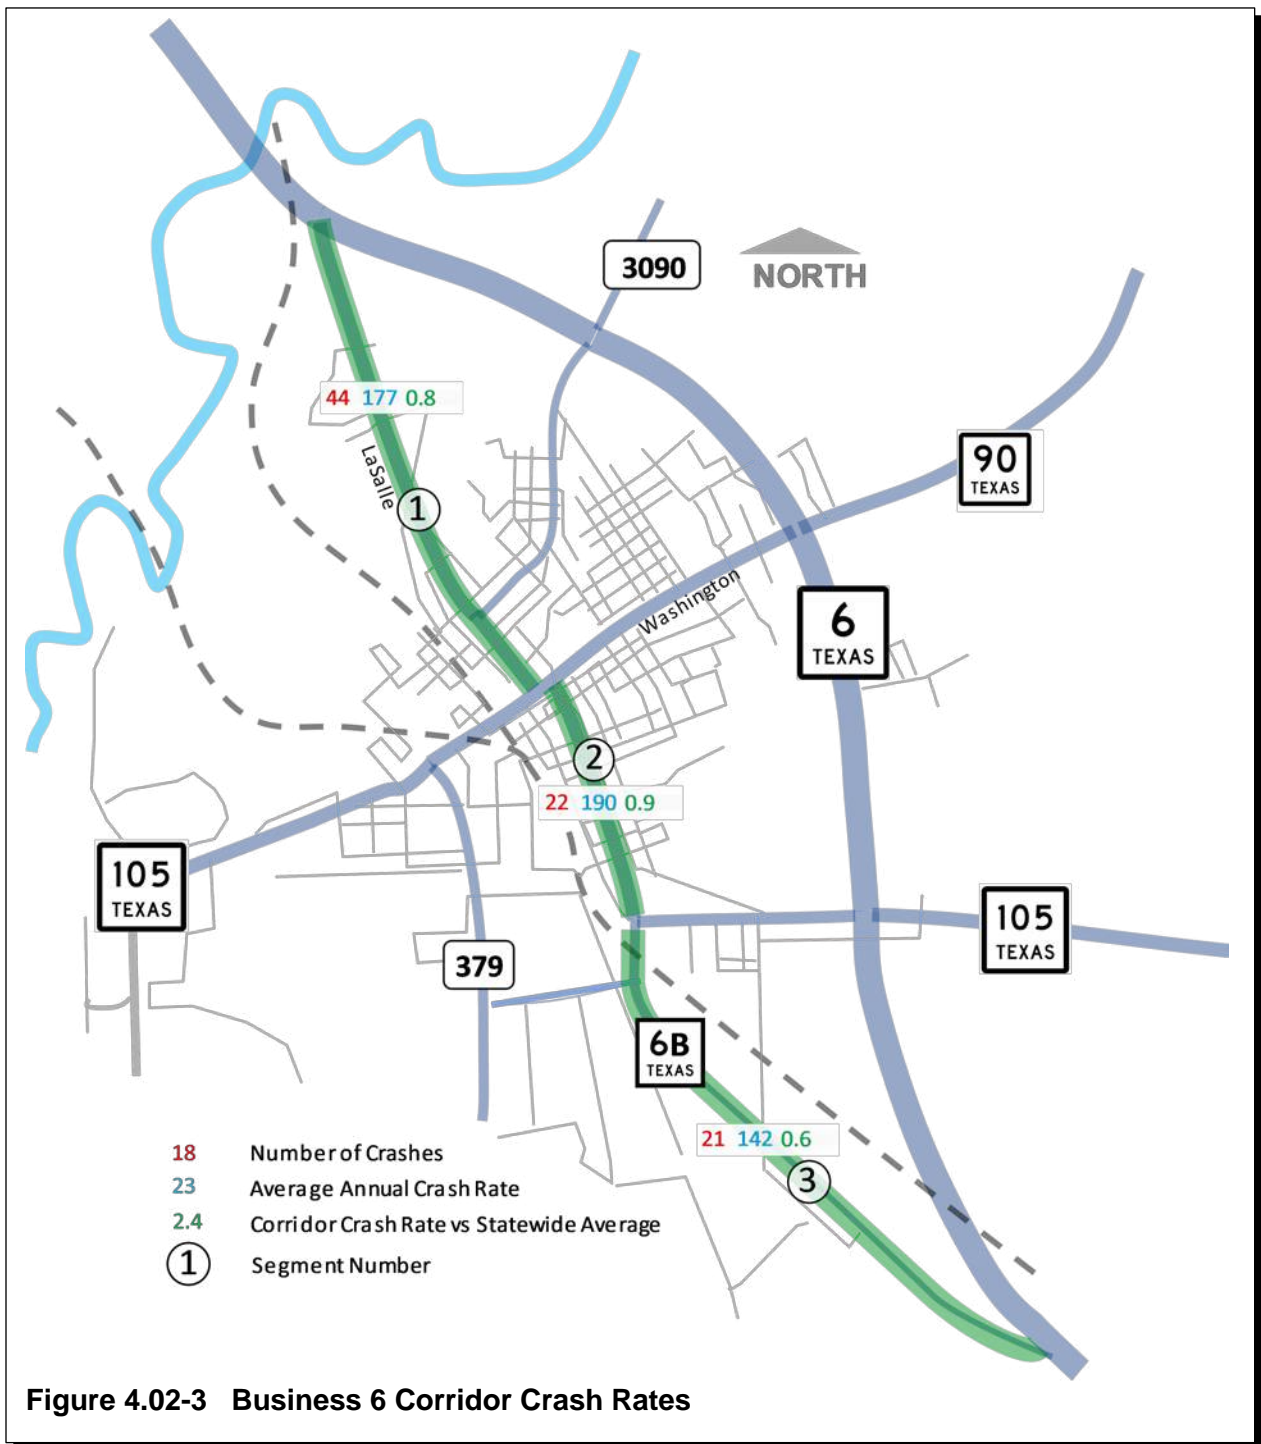 3090
NORTH
44 177 0.8
LaSalle
1
90
TEXAS
Washington
6
TEXAS
2
22 190 0.9
105
TEXAS
105
TEXAS
379
6B
TEXAS
21 142 0.6
3
18 Number of Crashes
23 Average Annual Crash Rate
2.4 Corridor Crash Rate vs Statewide Average
1 Segment Number
Figure 4.02-3 Business 6 Corridor Crash Rates